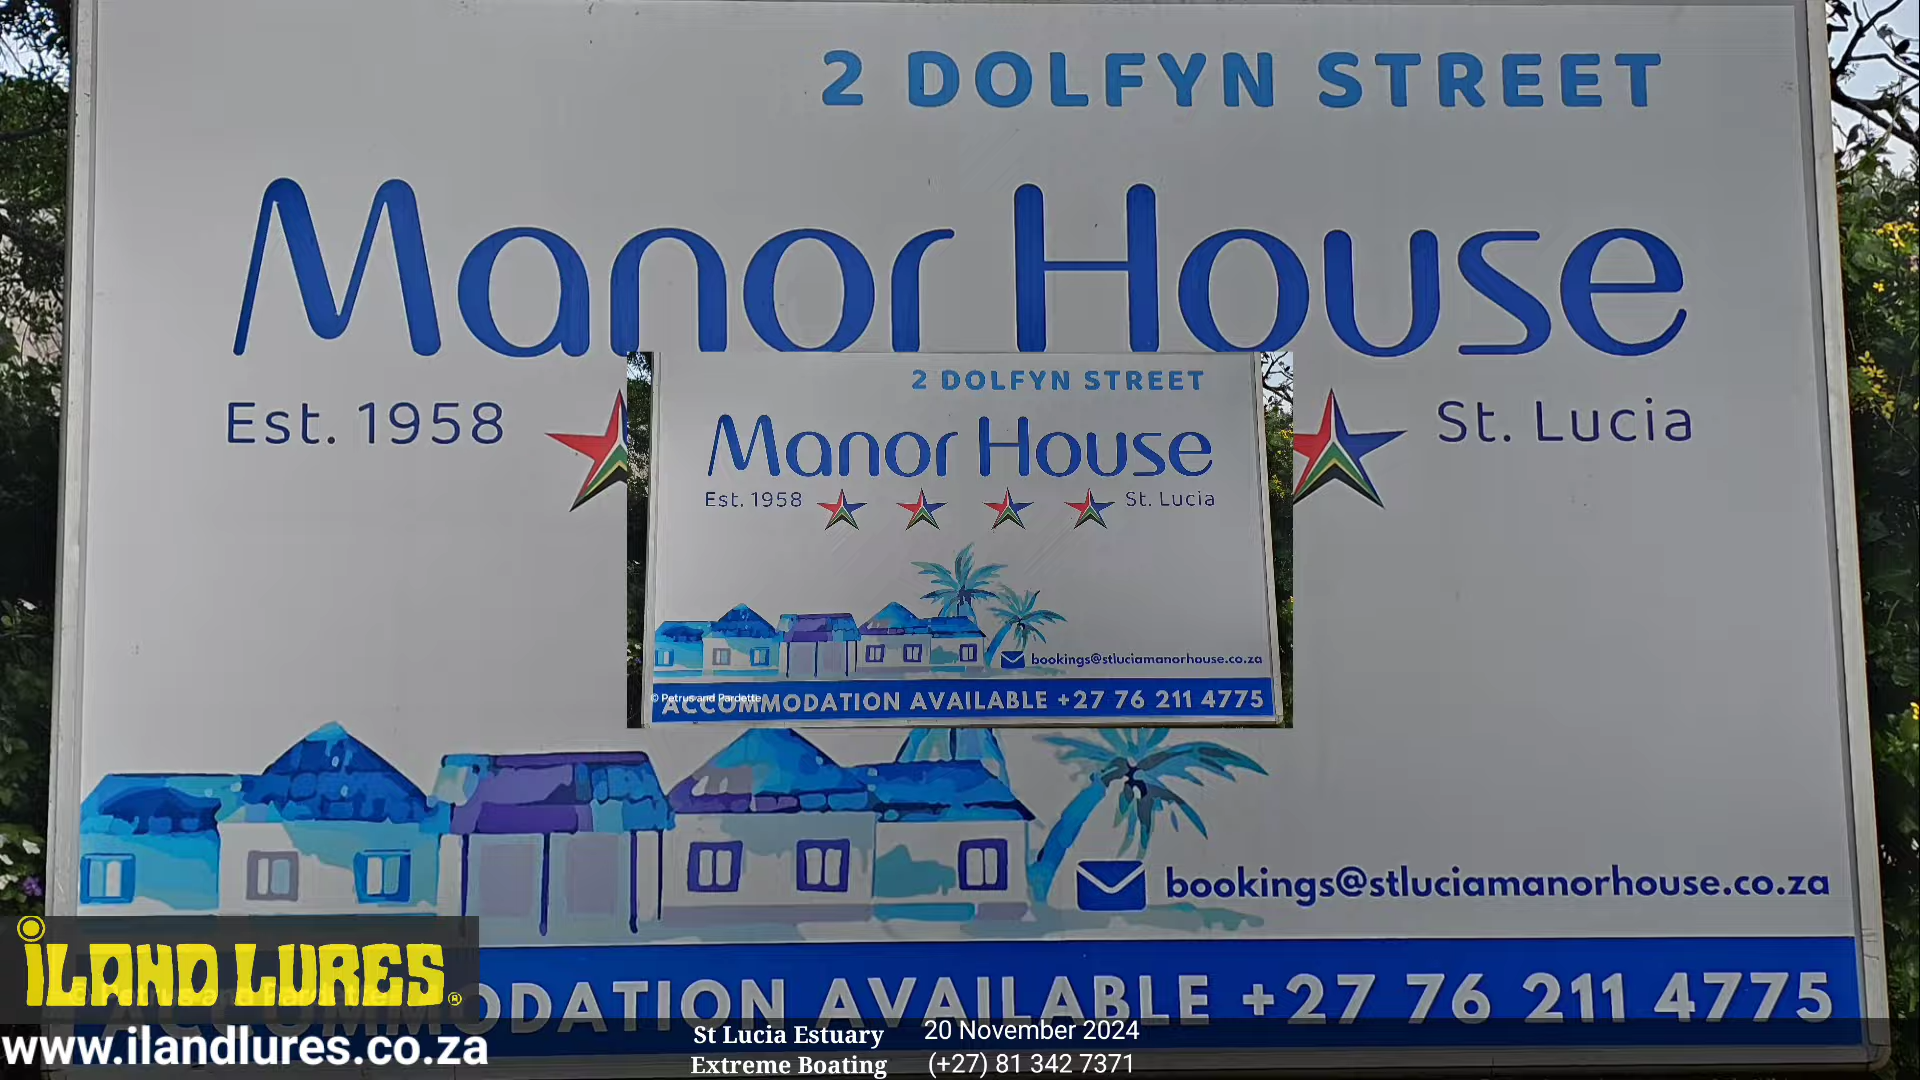 2 DOLFYN STREET
Manor House
Est. 1958
St. Lucia
2 DOLFYN STREET
Manor House
Est. 1958
St. Lucia
bookings@stluciamanorhouse.co.za
© Petrus and
ACCOMMODATION AVAILABLE +27 76 211 4775
bookings@stluciamanorhouse.co.za
ACCOMMODATION AVAILABLE +27 76 211 4775
iLAND LURES®
www.ilandlures.co.za
St Lucia Estuary
20 November 2024
Extreme Boating
(+27) 81 342 7371